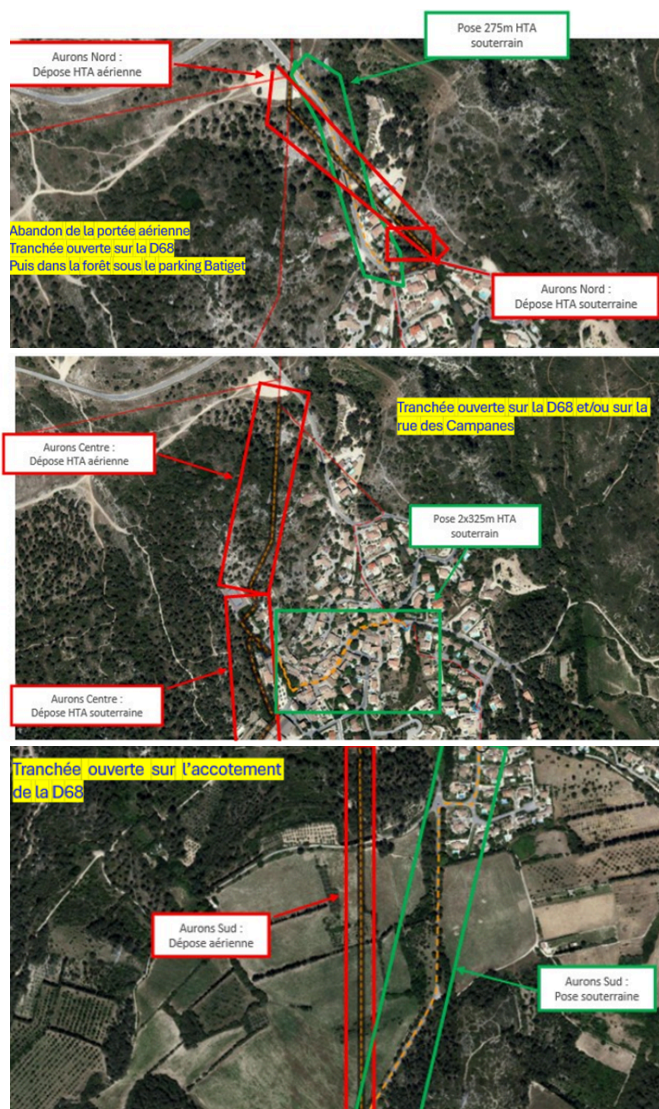 Pose 275m HTA
souterrain
Aurons Nord :
Dépose HTA aérienne
Abandon de la portée aérienne
Tranchée ouverte sur la D68
Puis dans la forêt sous le parking Batiget
Aurons Nord :
Dépose HTA souterraine
Tranchée ouverte sur la D68 et/ou sur la
rue des Campanes
Aurons Centre :
Dépose HTA aérienne
Pose 2x325m HTA
souterrain
Aurons Centre :
Dépose HTA souterraine
Tranchée ouverte sur l'accotement
de la D68
Aurons Sud :
Dépose aérienne
Aurons Sud :
Pose souterraine